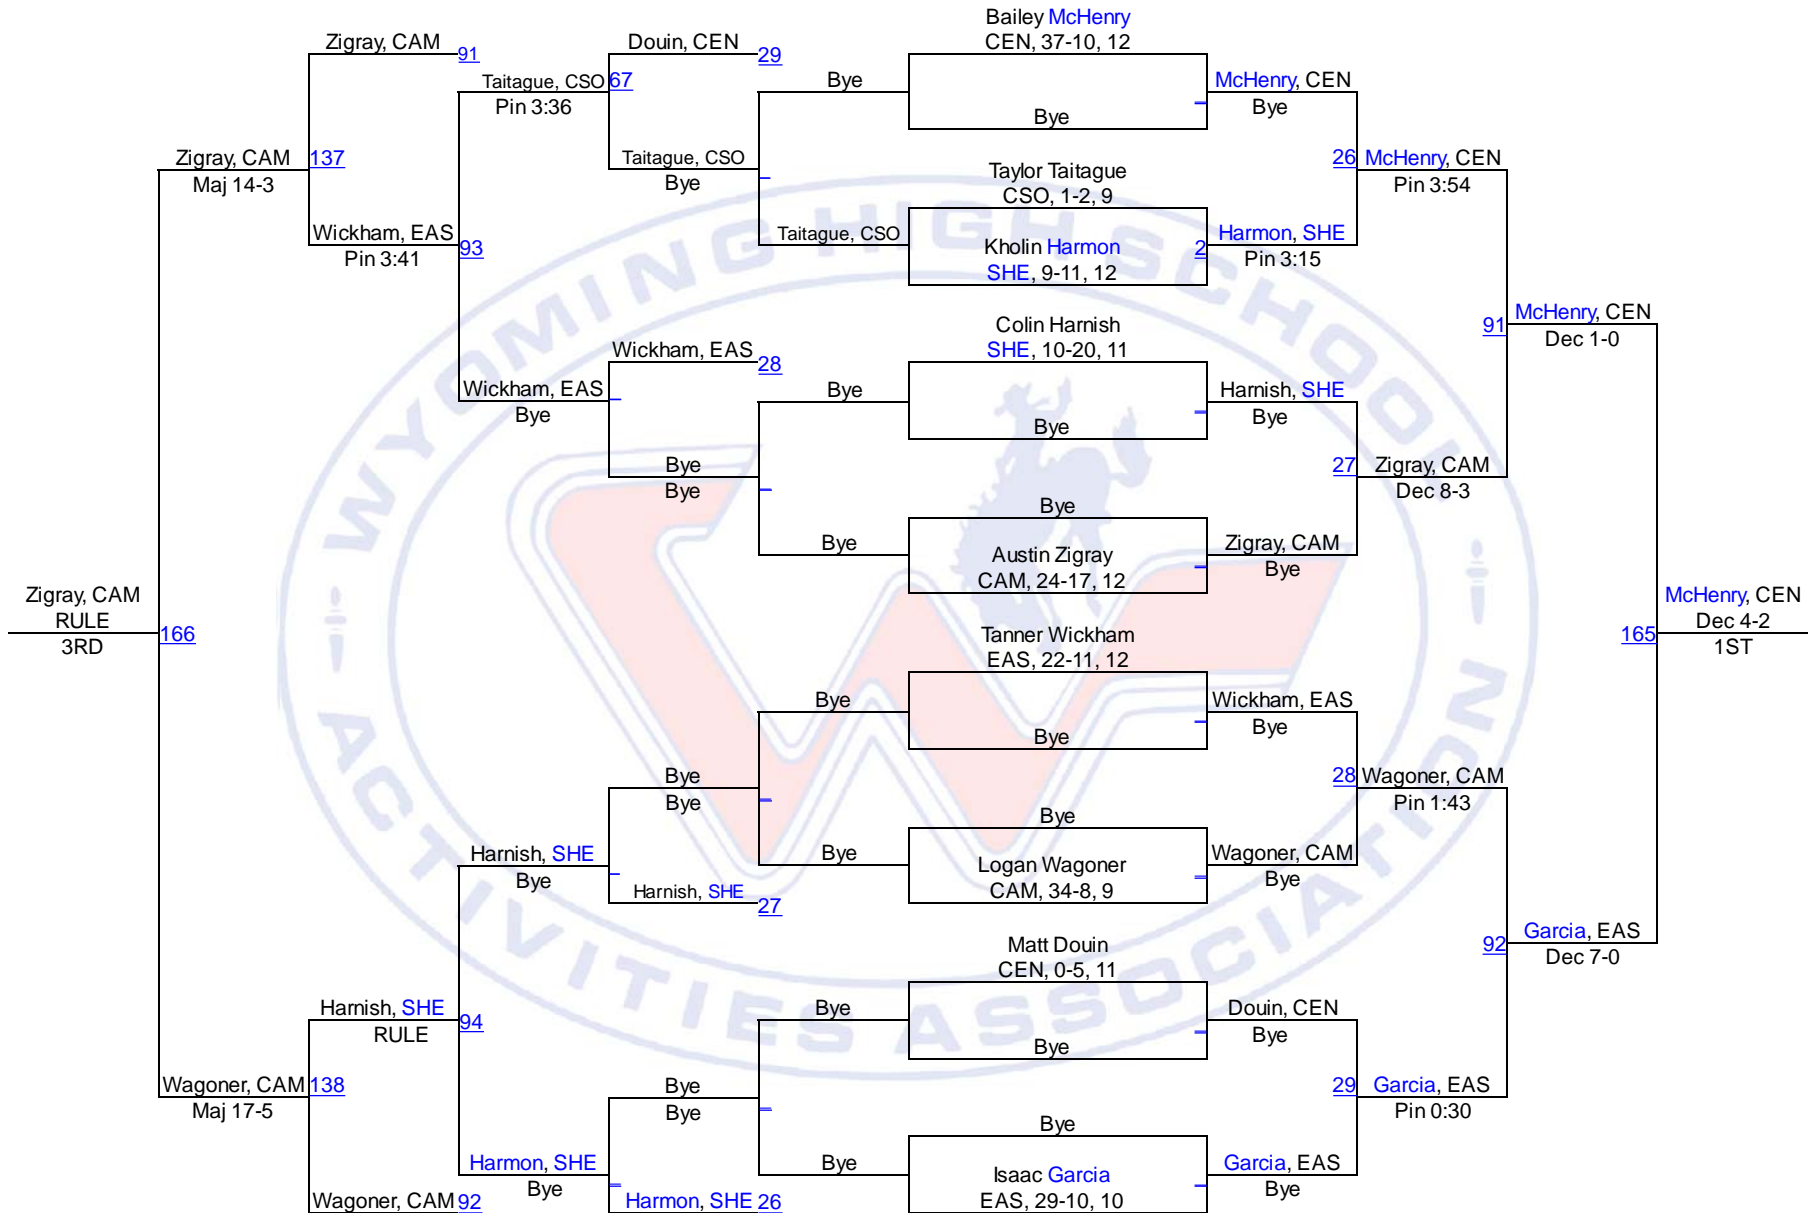 Bailey McHenry
Zigray, CAM
91
Douin, CEN
29
CEN, 37-10, 12
Taitague, CSO
67
Bye
McHenry, CEN
Pin 3:36
Bye
Bye
Zigray, CAM
137
Taitague, CSO
26
McHenry, CEN
Maj 14-3
Bye
Taylor Taitague
Pin 3:54
CSO, 1-2, 9
Wickham, EAS
93
Taitague, CSO
Kholin Harmon
2
Harmon, SHE
Pin 3:41
SHE, 9-11, 12
Pin 3:15
Colin Harnish
91
McHenry, CEN
Wickham, EAS
28
SHE, 10-20, 11
Dec 1-0
Wickham, EAS
Bye
Harnish, SHE
Bye
Bye
Bye
Bye
27
Zigray, CAM
Bye
Dec 8-3
Bye
Bye
Austin Zigray
Zigray, CAM
CAM, 24-17, 12
Bye
Zigray, CAM
RULE
3RD
166
McHenry, CEN
Dec 4-2
165
1ST
Tanner Wickham
EAS, 22-11, 12
Bye
Wickham, EAS
Bye
Bye
Bye
28
Wagoner, CAM
Bye
Pin 1:43
Bye
Harnish, SHE
Bye
Logan Wagoner
Wagoner, CAM
Bye
CAM, 34-8, 9
Bye
Harnish, SHE
27
Matt Douin
92
Garcia, EAS
CEN, 0-5, 11
Dec 7-0
Harnish, SHE
94
Bye
Douin, CEN
RULE
Bye
Bye
Wagoner, CAM
138
Bye
29
Garcia, EAS
Maj 17-5
Bye
Pin 0:30
Bye
Harmon, SHE
Bye
Isaac Garcia
Garcia, EAS
Bye
EAS, 29-10, 10
Bye
Wagoner, CAM
92
Harmon, SHE
26
WYOMING HIGH SCHOOL
ACTIVITIES ASSOCIATION